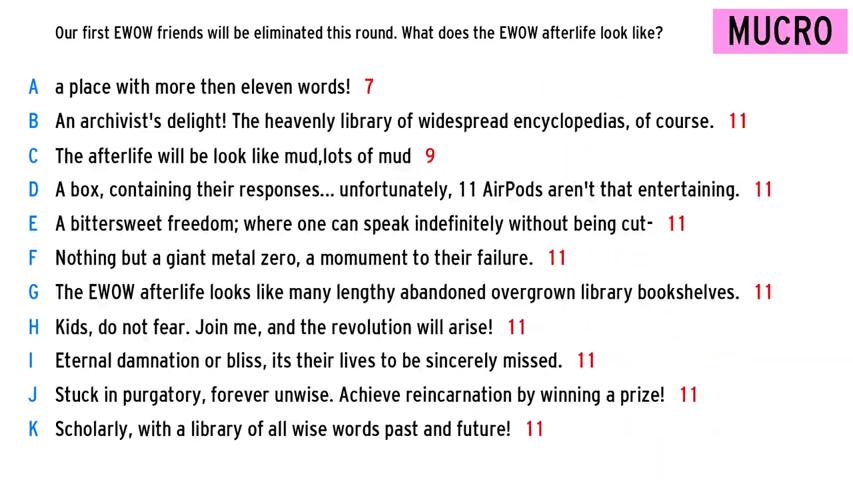 Our first EWOW friends will be eliminated this round. What does the EWOW afterlife look like?
MUCRO
A a place with more then eleven words! 7
B An archivist's delight! The heavenly library of widespread encyclopedias, of course. 11
C The afterlife will be look like mud,lots of mud 9
D A box, containing their responses... unfortunately, 11 AirPods aren't that entertaining. 11
E A bittersweet freedom; where one can speak indefinitely without being cut- 11
F Nothing but a giant metal zero, a momument to their failure. 11
G The EWOW afterlife looks like many lengthy abandoned overgrown library bookshelves. 11
H Kids, do not fear. Join me, and the revolution will arise! 11
I Eternal damnation or bliss, its their lives to be sincerely missed. 11
J Stuck in purgatory, forever unwise. Achieve reincarnation by winning a prize! 11
K Scholarly, with a library of all wise words past and future! 11